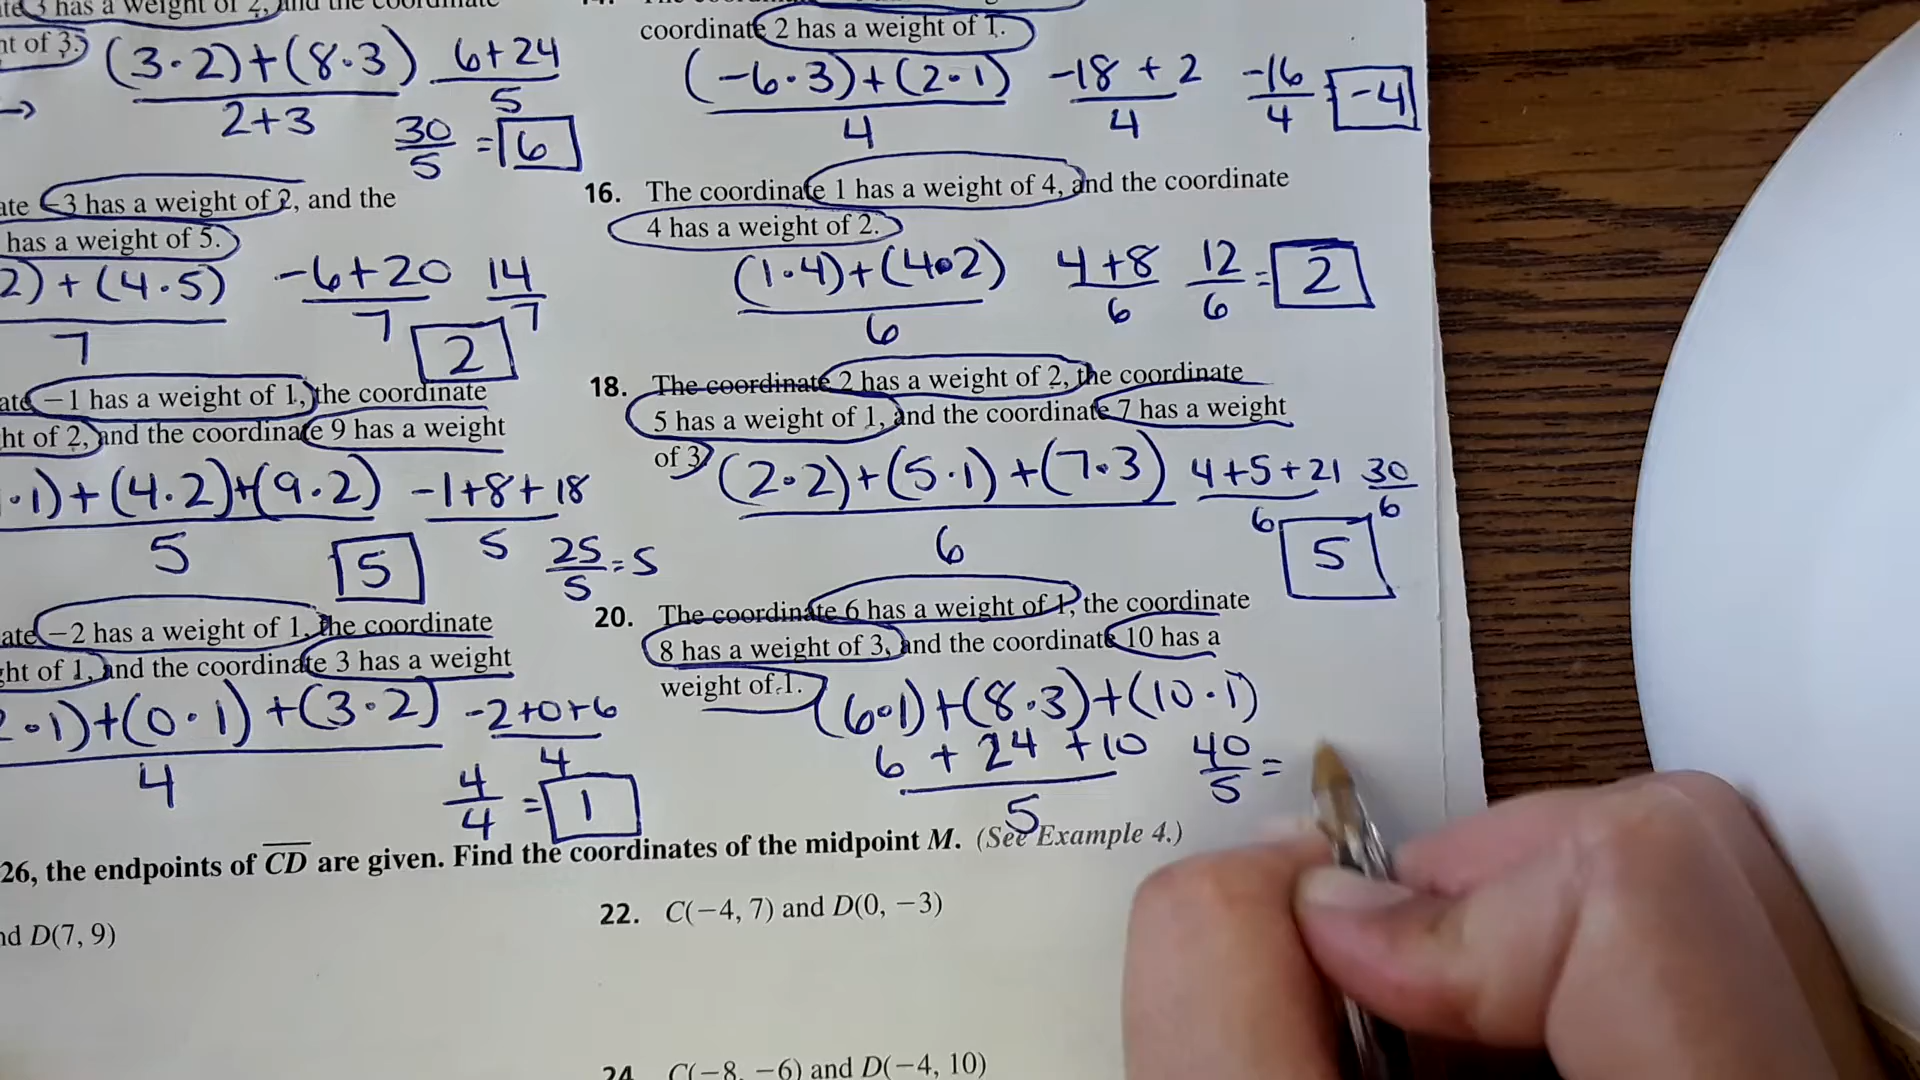 3 has a weight of 2, and the coordinate
nt of 3.
(3·2)+(8·3) 6+24
→ 2+3 5
30/5 = 6
coordinate 2 has a weight of 1.
(-6·3)+(2·1) -18+2 -16
4 4 4 = -4
ate −3 has a weight of 2, and the
has a weight of 5.
2)+(4·5) -6+20 14
7 7 7
2
16. The coordinate 1 has a weight of 4, and the coordinate
4 has a weight of 2.
(1·4)+(4·2) 4+8 12
6 6 6 = 2
ate −1 has a weight of 1, the coordinate
ht of 2, and the coordinate 9 has a weight
·1)+(4·2)+(9·2) -1+8+18
5 5 5 25/5 = 5
18. The coordinate 2 has a weight of 2, the coordinate
5 has a weight of 1, and the coordinate 7 has a weight
of 3
(2·2)+(5·1)+(7·3) 4+5+21 30
6 6 6
5
ate −2 has a weight of 1, the coordinate
ght of 1, and the coordinate 3 has a weight
2·1)+(0·1)+(3·2) -2+0+6
4 4
4/4 = 1
20. The coordinate 6 has a weight of 1, the coordinate
8 has a weight of 3, and the coordinate 10 has a
weight of 1.
(6·1)+(8·3)+(10·1)
6+24+10 40
5 5 =
26, the endpoints of CD are given. Find the coordinates of the midpoint M. (See Example 4.)
nd D(7, 9)
22. C(−4, 7) and D(0, −3)
24. C(−8, −6) and D(−4, 10)